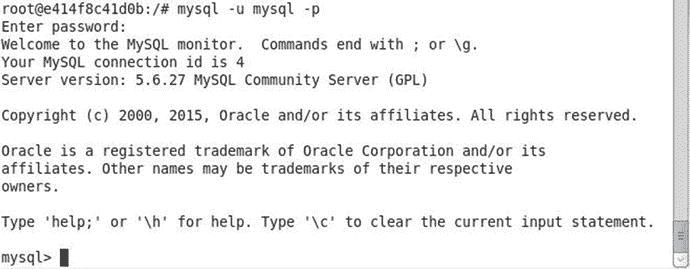 root@e414f8c41d0b:/# mysql -u mysql -p
Enter password:
Welcome to the MySQL monitor.  Commands end with ; or \g.
Your MySQL connection id is 4
Server version: 5.6.27 MySQL Community Server (GPL)
Copyright (c) 2000, 2015, Oracle and/or its affiliates. All rights reserved.
Oracle is a registered trademark of Oracle Corporation and/or its
affiliates. Other names may be trademarks of their respective
owners.
Type 'help;' or '\h' for help. Type '\c' to clear the current input statement.
mysql>